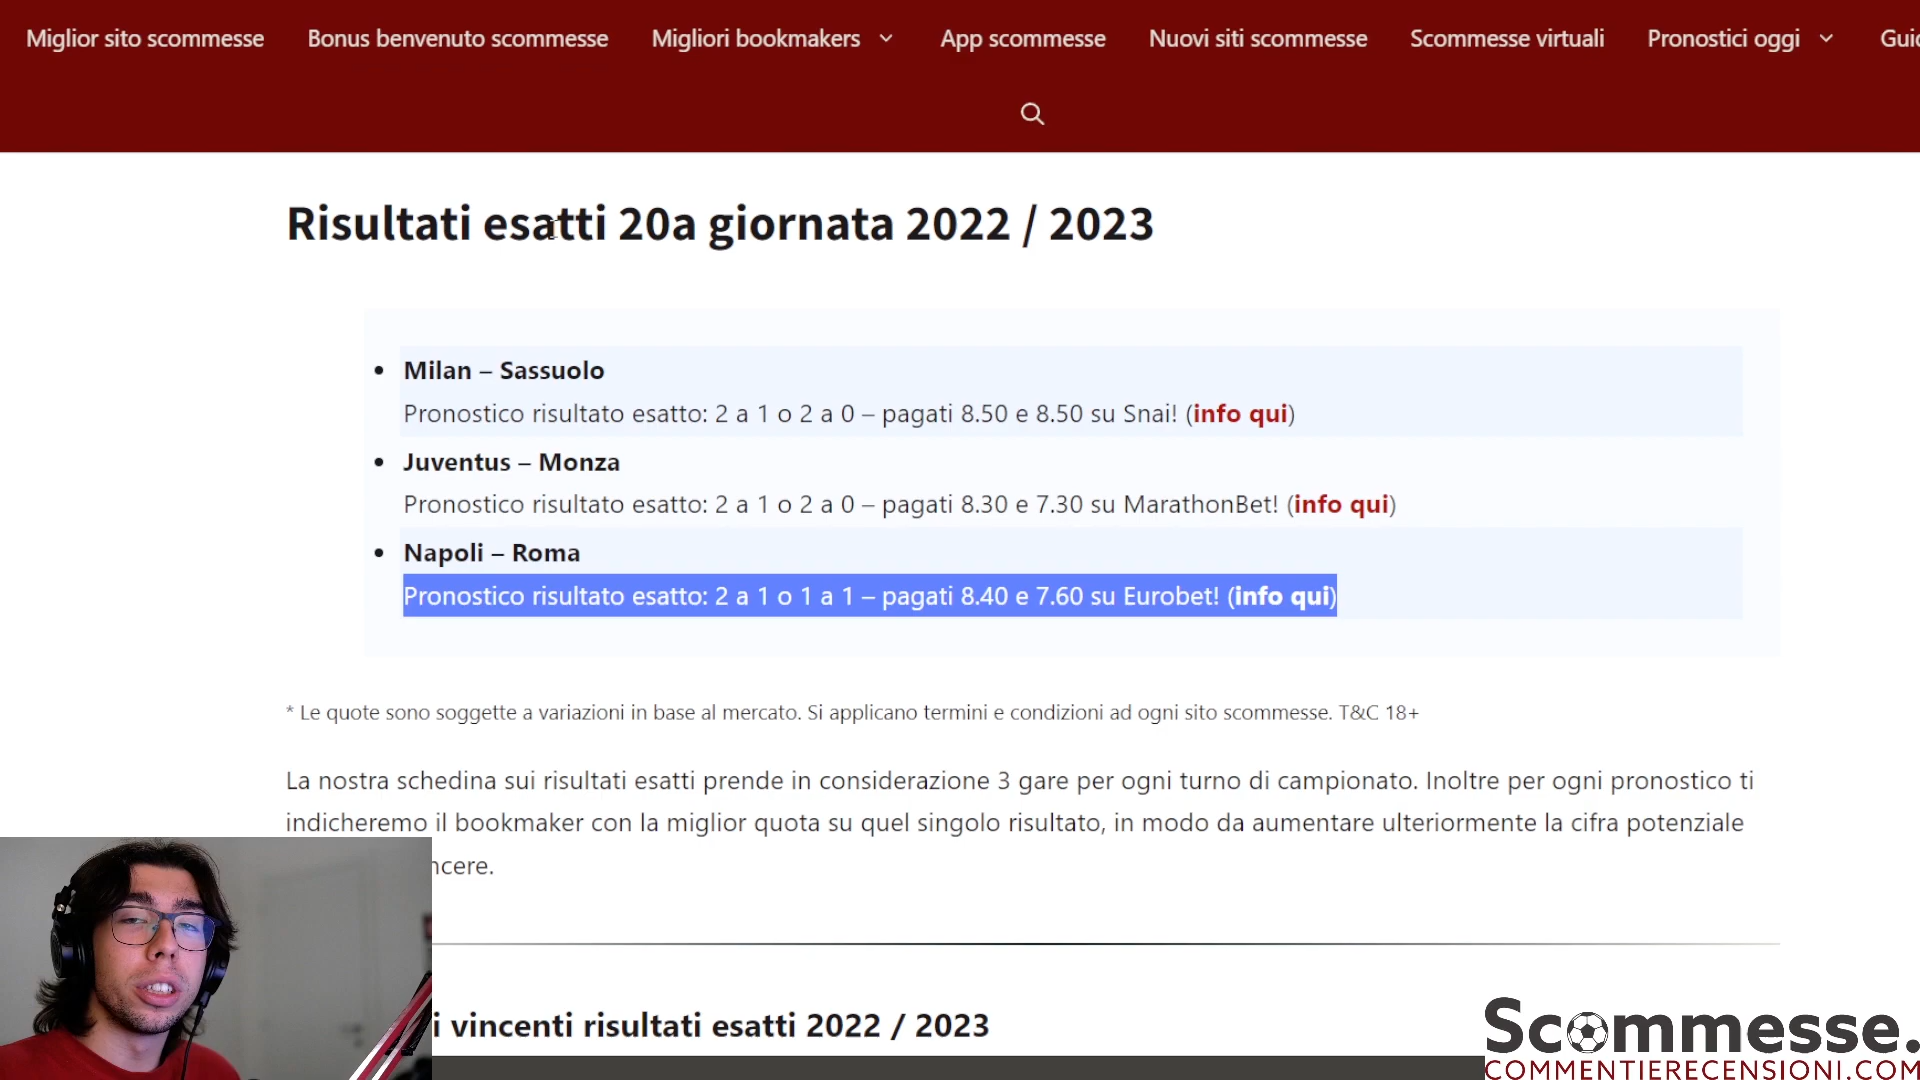 Miglior sito scommesse Bonus benvenuto scommesse Migliori bookmakers App scommesse Nuovi siti scommesse Scommesse virtuali Pronostici oggi
Risultati esatti 20a giornata 2022 / 2023
• Milan – Sassuolo
Pronostico risultato esatto: 2 a 1 o 2 a 0 – pagati 8.50 e 8.50 su Snai! (info qui)
• Juventus – Monza
Pronostico risultato esatto: 2 a 1 o 2 a 0 – pagati 8.30 e 7.30 su MarathonBet! (info qui)
• Napoli – Roma
Pronostico risultato esatto: 2 a 1 o 1 a 1 – pagati 8.40 e 7.60 su Eurobet! (info qui)
* Le quote sono soggette a variazioni in base al mercato. Si applicano termini e condizioni ad ogni sito scommesse. T&C 18+
La nostra schedina sui risultati esatti prende in considerazione 3 gare per ogni turno di campionato. Inoltre per ogni pronostico ti
indicheremo il bookmaker con la miglior quota su quel singolo risultato, in modo da aumentare ulteriormente la cifra potenziale
ncere.
i vincenti risultati esatti 2022 / 2023
Scommesse.
COMMENTIERECENSIONI.COM